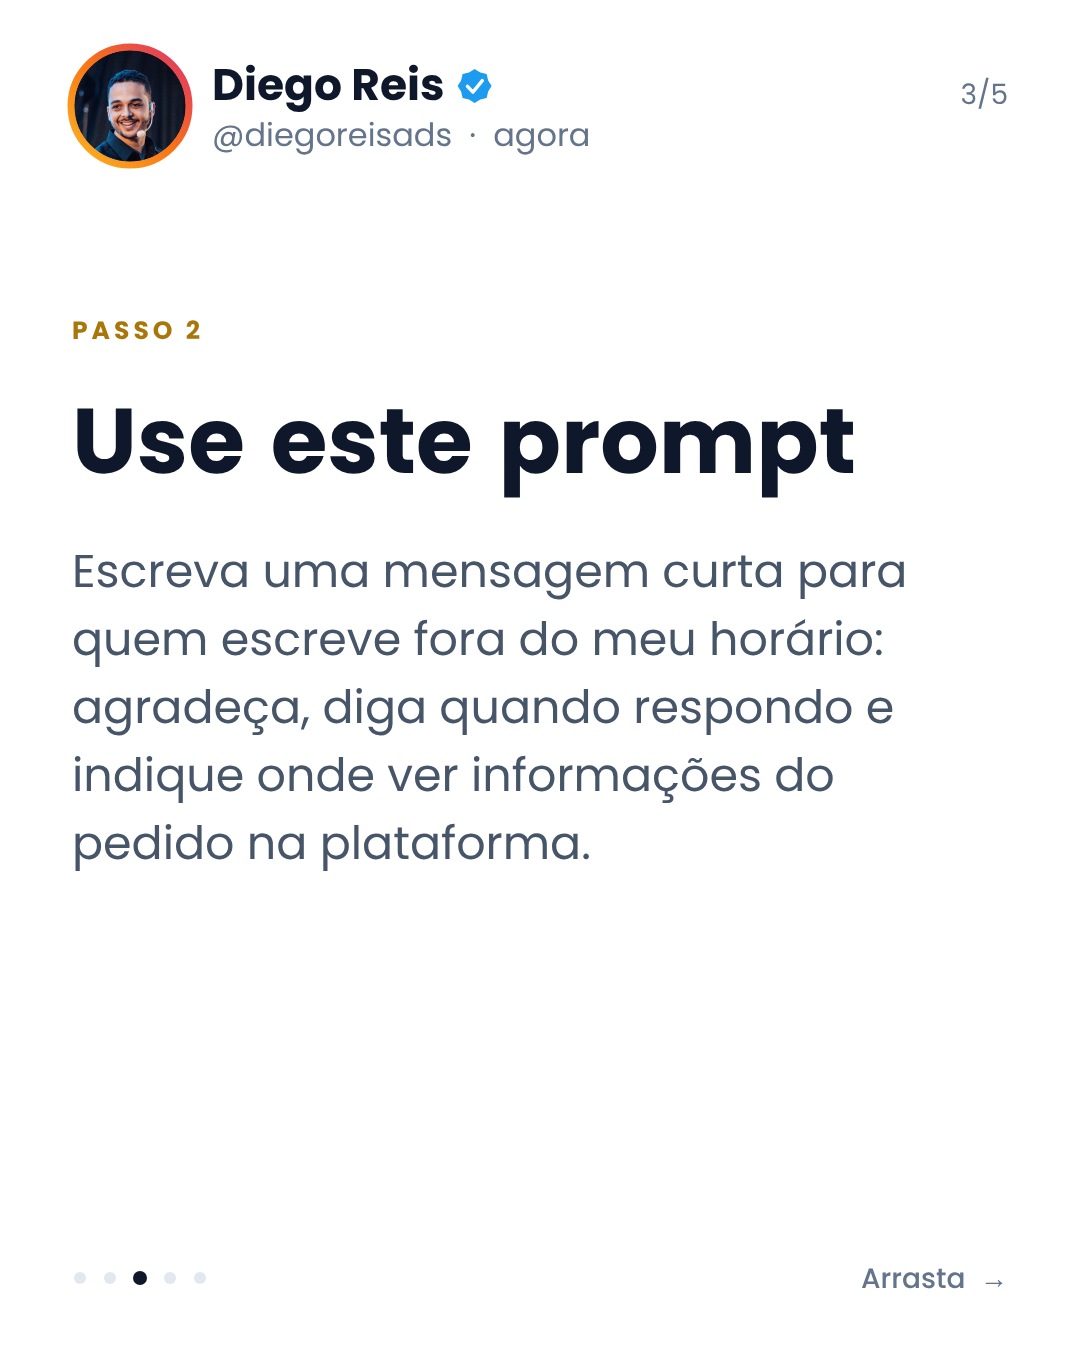 Diego Reis
@diegoreisads · agora
3/5
PASSO 2
Use este prompt
Escreva uma mensagem curta para
quem escreve fora do meu horário:
agradeça, diga quando respondo e
indique onde ver informações do
pedido na plataforma.
Arrasta →